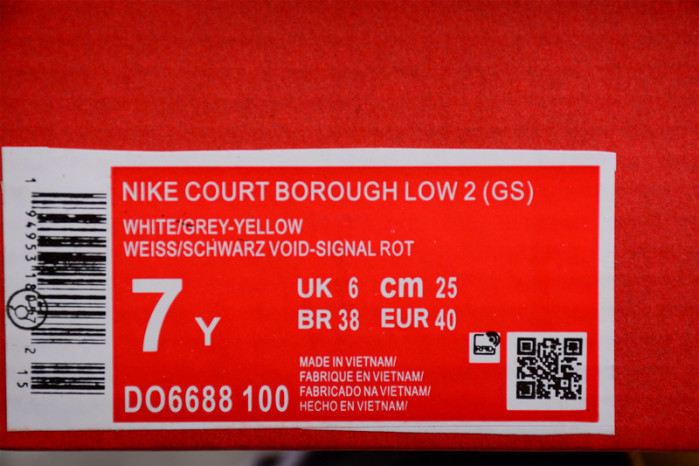 NIKE COURT BOROUGH LOW 2 (GS)
WHITE/GREY-YELLOW
WEISS/SCHWARZ VOID-SIGNAL ROT
7 Y
UK 6 cm 25
BR 38 EUR 40
DO6688 100
MADE IN VIETNAM/
FABRIQUE EN VIETNAM/
FABRICADO NA VIETNAM/
HECHO EN VIETNAM/